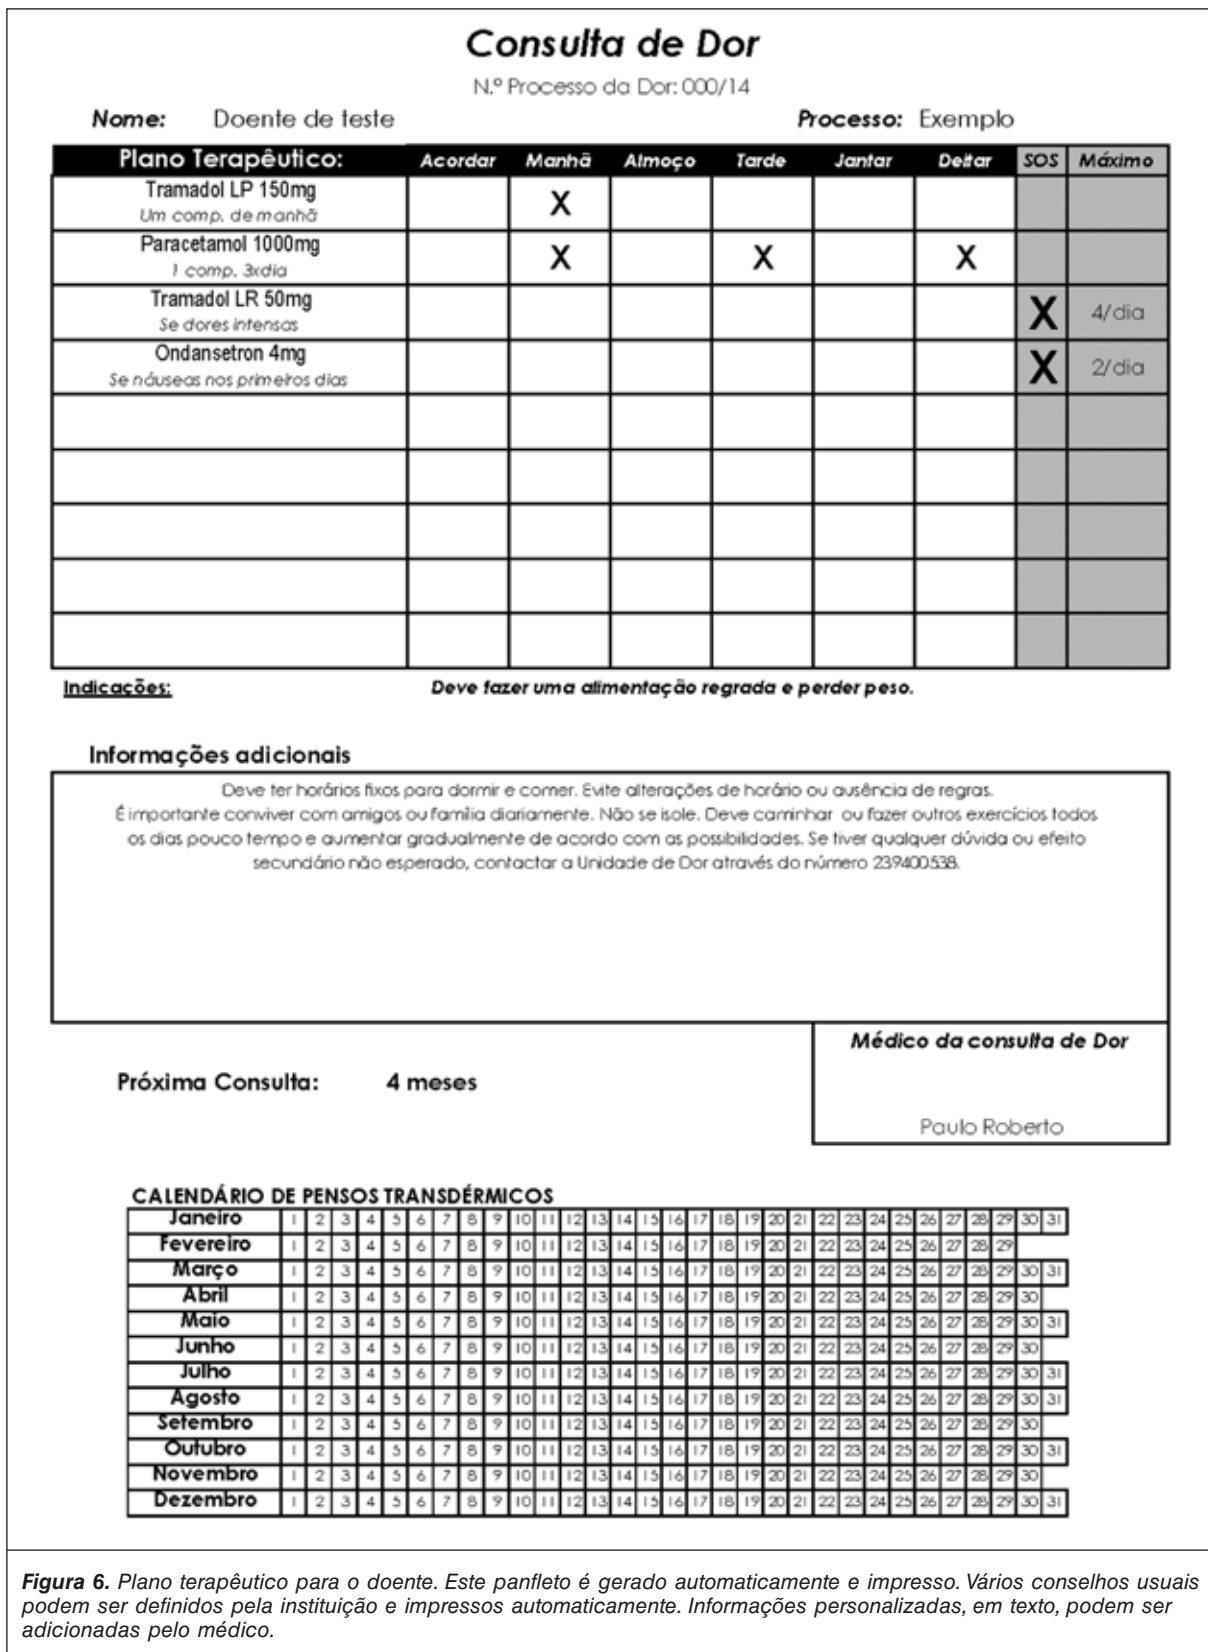 Consulta de Dor
N.º Processo da Dor: 000/14
Nome: Doente de teste Processo: Exemplo
Plano Terapêutico: Acordar Manhã Almoço Tarde Jantar Deitar SOS Máximo
Tramadol LP 150mg
Um comp. de manhã X
Paracetamol 1000mg
1 comp. 3xdia X X X
Tramadol LR 50mg
Se dores intensas X 4/dia
Ondansetron 4mg
Se náuseas nos primeiros dias X 2/dia
Indicações: Deve fazer uma alimentação regrada e perder peso.
Informações adicionais
Deve ter horários fixos para dormir e comer. Evite alterações de horário ou ausência de regras.
É importante conviver com amigos ou família diariamente. Não se isole. Deve caminhar ou fazer outros exercícios todos
os dias pouco tempo e aumentar gradualmente de acordo com as possibilidades. Se tiver qualquer dúvida ou efeito
secundário não esperado, contactar a Unidade de Dor através do número 239400538.
Médico da consulta de Dor
Próxima Consulta: 4 meses
Paulo Roberto
CALENDÁRIO DE PENSOS TRANSDÉRMICOS
Janeiro 1 2 3 4 5 6 7 8 9 10 11 12 13 14 15 16 17 18 19 20 21 22 23 24 25 26 27 28 29 30 31
Fevereiro 1 2 3 4 5 6 7 8 9 10 11 12 13 14 15 16 17 18 19 20 21 22 23 24 25 26 27 28 29
Março 1 2 3 4 5 6 7 8 9 10 11 12 13 14 15 16 17 18 19 20 21 22 23 24 25 26 27 28 29 30 31
Abril 1 2 3 4 5 6 7 8 9 10 11 12 13 14 15 16 17 18 19 20 21 22 23 24 25 26 27 28 29 30
Maio 1 2 3 4 5 6 7 8 9 10 11 12 13 14 15 16 17 18 19 20 21 22 23 24 25 26 27 28 29 30 31
Junho 1 2 3 4 5 6 7 8 9 10 11 12 13 14 15 16 17 18 19 20 21 22 23 24 25 26 27 28 29 30
Julho 1 2 3 4 5 6 7 8 9 10 11 12 13 14 15 16 17 18 19 20 21 22 23 24 25 26 27 28 29 30 31
Agosto 1 2 3 4 5 6 7 8 9 10 11 12 13 14 15 16 17 18 19 20 21 22 23 24 25 26 27 28 29 30 31
Setembro 1 2 3 4 5 6 7 8 9 10 11 12 13 14 15 16 17 18 19 20 21 22 23 24 25 26 27 28 29 30
Outubro 1 2 3 4 5 6 7 8 9 10 11 12 13 14 15 16 17 18 19 20 21 22 23 24 25 26 27 28 29 30 31
Novembro 1 2 3 4 5 6 7 8 9 10 11 12 13 14 15 16 17 18 19 20 21 22 23 24 25 26 27 28 29 30
Dezembro 1 2 3 4 5 6 7 8 9 10 11 12 13 14 15 16 17 18 19 20 21 22 23 24 25 26 27 28 29 30 31
Figura 6. Plano terapêutico para o doente. Este panfleto é gerado automaticamente e impresso. Vários conselhos usuais
podem ser definidos pela instituição e impressos automaticamente. Informações personalizadas, em texto, podem ser
adicionadas pelo médico.